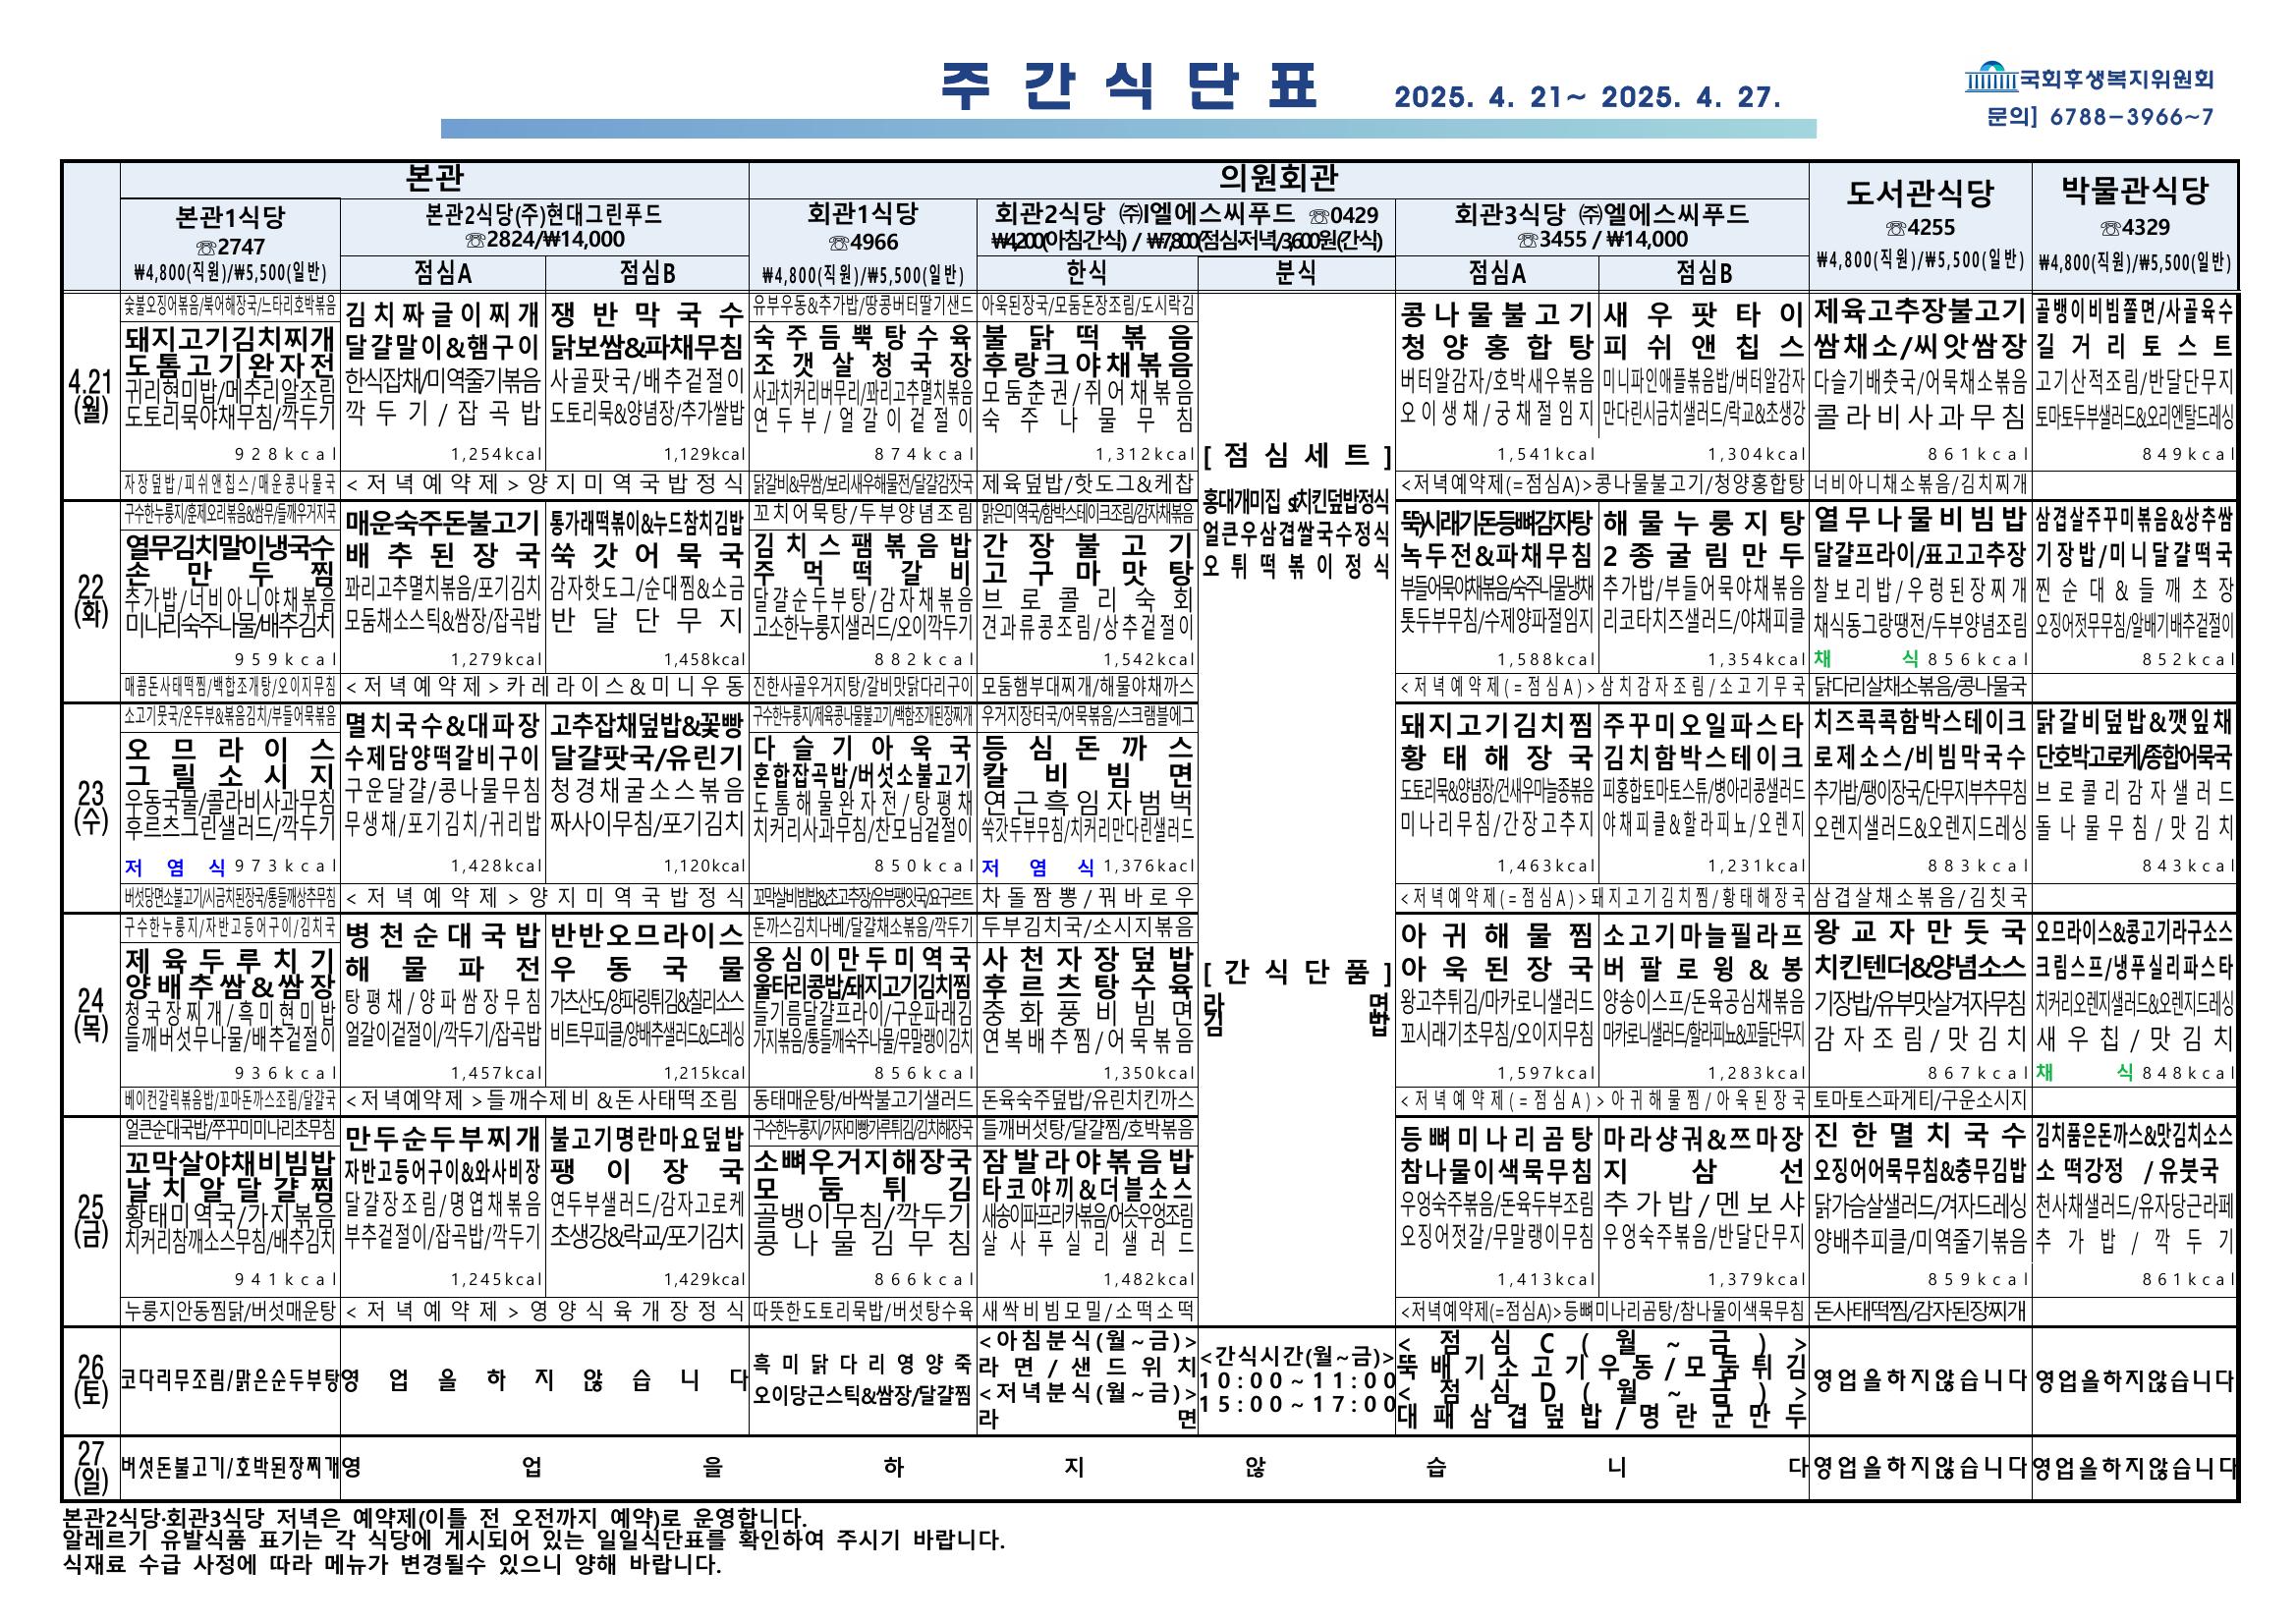 주간식단표 2025. 4. 21~ 2025. 4. 27.
국회후생복지위원회
문의] 6788-3966~7
본관
의원회관
도서관식당
☏4255
₩4,800(직원)/₩5,500(일반)
박물관식당
☏4329
₩4,800(직원)/₩5,500(일반)
본관1식당
☏2747
₩4,800(직원)/₩5,500(일반)
본관2식당(주)현대그린푸드
☏2824/₩14,000
점심A
점심B
회관1식당
☏4966
₩4,800(직원)/₩5,500(일반)
회관2식당 ㈜엘에스씨푸드 ☏0429
₩4,200(아침·간식) / ₩7,800(점심·저녁/3,600원(간식)
한식
분식
회관3식당 ㈜엘에스씨푸드
☏3455 / ₩14,000
점심A
점심B
4.21
(월)
숯불오징어볶음/북어해장국/느타리호박볶음
돼지고기김치찌개
도톰고기완자전
귀리현미밥/메추리알조림
도토리묵야채무침/깍두기
928kcal
자장덮밥/피쉬앤칩스/매운콩나물국
김치짜글이찌개
달걀말이&햄구이
한식잡채/미역줄기볶음
깍두기/잡곡밥
1,254kcal
쟁반막국수
닭보쌈&파채무침
사골팟국/배추겉절이
도토리묵&양념장/추가쌀밥
1,129kcal
<저녁예약제>양지미역국밥정식
유부우동&추가밥/땅콩버터딸기샌드
숙주듬뿍탕수육
조갯살청국장
사과치커리버무리/꽈리고추멸치볶음
연두부/얼갈이겉절이
874kcal
닭갈비&무쌈/보리새우해물전/달걀감잣국
아욱된장국/모둠돈장조림/도시락김
불닭떡볶음
후랑크야채볶음
모둠춘권/쥐어채볶음
숙주나물무침
1,312kcal
제육덮밥/핫도그&케찹
[점심세트]
홍대개미집 st치킨덮밥정식
얼큰우삼겹쌀국수정식
오튀떡볶이정식
[간식단품]
라면
김밥
콩나물불고기
청양홍합탕
버터알감자/호박새우볶음
오이생채/궁채절임지
1,541kcal
새우팟타이
피쉬앤칩스
미니파인애플볶음밥/버터알감자
만다린시금치샐러드/락교&초생강
1,304kcal
<저녁예약제(=점심A)>콩나물불고기/청양홍합탕
제육고추장불고기
쌈채소/씨앗쌈장
다슬기배춧국/어묵채소볶음
콜라비사과무침
861kcal
너비아니채소볶음/김치찌개
골뱅이비빔쫄면/사골육수
길거리토스트
고기산적조림/반달단무지
토마토두부샐러드&오리엔탈드레싱
849kcal
22
(화)
구수한누룽지/훈제오리볶음&쌈무/들깨우거지국
열무김치말이냉국수
손만두찜
추가밥/너비아니야채볶음
미나리숙주나물/배추김치
959kcal
매콤돈사태떡찜/백합조개탕/오이지무침
매운숙주돈불고기
배추된장국
꽈리고추멸치볶음/포기김치
모둠채소스틱&쌈장/잡곡밥
1,279kcal
통가래떡볶이&누드참치김밥
쑥갓어묵국
감자핫도그/순대찜&소금
반달단무지
1,458kcal
<저녁예약제>카레라이스&미니우동
꼬치어묵탕/두부양념조림
김치스팸볶음밥
주먹떡갈비
달걀순두부탕/감자채볶음
고소한누룽지샐러드/오이깍두기
882kcal
진한사골우거지탕/갈비맛닭다리구이
맑은미역국/함박스테이크조림/감자채볶음
간장불고기
고구마맛탕
브로콜리숙회
견과류콩조림/상추겉절이
1,542kcal
모둠햄부대찌개/해물야채까스
뚝)시래기돈등뼈감자탕
녹두전&파채무침
부들어묵야채볶음/숙주나물냉채
톳두부무침/수제양파절임지
1,588kcal
해물누룽지탕
2종굴림만두
추가밥/부들어묵야채볶음
리코타치즈샐러드/야채피클
1,354kcal
<저녁예약제(=점심A)>삼치감자조림/소고기무국
열무나물비빔밥
달걀프라이/표고고추장
찰보리밥/우렁된장찌개
채식동그랑땡전/두부양념조림
채식 856kcal
닭다리살채소볶음/콩나물국
삼겹살주꾸미볶음&상추쌈
기장밥/미니달걀떡국
찐순대&들깨초장
오징어젓무무침/알배기배추겉절이
852kcal
23
(수)
소고기뭇국/온두부&볶음김치/부들어묵볶음
오므라이스
그릴소시지
우동국물/콜라비사과무침
후르츠그린샐러드/깍두기
저염식 973kcal
버섯당면소불고기/시금치된장국/통들깨상추무침
멸치국수&대파장
수제담양떡갈비구이
구운달걀/콩나물무침
무생채/포기김치/귀리밥
1,428kcal
고추잡채덮밥&꽃빵
달걀팟국/유린기
청경채굴소스볶음
짜사이무침/포기김치
1,120kcal
<저녁예약제>양지미역국밥정식
구수한누룽지/제육콩나물불고기/백합조개된장찌개
다슬기아욱국
혼합잡곡밥/버섯소불고기
도톰해물완자전/탕평채
치커리사과무침/찬모님겉절이
850kcal
꼬막살비빔밥&초고추장/유부팽잇국/요구르트
우거지장터국/어묵볶음/스크램블에그
등심돈까스
칼비빔면
연근흑임자범벅
쑥갓두부무침/치커리만다린샐러드
저염식 1,376kacl
차돌짬뽕/꿔바로우
돼지고기김치찜
황태해장국
도토리묵&양념장/건새우마늘종볶음
미나리무침/간장고추지
1,463kcal
주꾸미오일파스타
김치함박스테이크
피홍합토마토스튜/병아리콩샐러드
야채피클&할라피뇨/오렌지
1,231kcal
<저녁예약제(=점심A)>돼지고기김치찜/황태해장국
치즈콕콕함박스테이크
로제소스/비빔막국수
추가밥/팽이장국/단무지부추무침
오렌지샐러드&오렌지드레싱
883kcal
삼겹살채소볶음/김칫국
닭갈비덮밥&깻잎채
단호박고로케/종합어묵국
브로콜리감자샐러드
돌나물무침/맛김치
843kcal
24
(목)
구수한누룽지/자반고등어구이/김치국
제육두루치기
양배추쌈&쌈장
청국장찌개/흑미현미밥
들깨버섯무나물/배추겉절이
936kcal
베이컨갈릭볶음밥/꼬마돈까스조림/달걀국
병천순대국밥
해물파전
탕평채/양파쌈장무침
얼갈이겉절이/깍두기/잡곡밥
1,457kcal
반반오므라이스
우동국물
가츠산도/양파링튀김&칠리소스
비트무피클/양배추샐러드&드레싱
1,215kcal
<저녁예약제>들깨수제비&돈사태떡조림
돈까스김치나베/달걀채소볶음/깍두기
옹심이만두미역국
울타리콩밥/돼지고기김치찜
들기름달걀프라이/구운파래김
가지볶음/통들깨숙주나물/무말랭이김치
856kcal
동태매운탕/바싹불고기샐러드
두부김치국/소시지볶음
사천자장덮밥
후르츠탕수육
중화풍비빔면
연복배추찜/어묵볶음
1,350kcal
돈육숙주덮밥/유린치킨까스
아귀해물찜
아욱된장국
왕고추튀김/마카로니샐러드
꼬시래기초무침/오이지무침
1,597kcal
소고기마늘필라프
버팔로윙&봉
양송이스프/돈육공심채볶음
마카로니샐러드/할라피뇨&꼬들단무지
1,283kcal
<저녁예약제(=점심A)>아귀해물찜/아욱된장국
왕교자만둣국
치킨텐더&양념소스
기장밥/유부맛살겨자무침
감자조림/맛김치
867kcal
토마토스파게티/구운소시지
오므라이스&콩고기라구소스
크림스프/냉푸실리파스타
치커리오렌지샐러드&오렌지드레싱
새우칩/맛김치
채식 848kcal
25
(금)
얼큰순대국밥/쭈꾸미미나리초무침
꼬막살야채비빔밥
날치알달걀찜
황태미역국/가지볶음
치커리참깨소스무침/배추김치
941kcal
누룽지안동찜닭/버섯매운탕
만두순두부찌개
자반고등어구이&와사비장
달걀장조림/명엽채볶음
부추겉절이/잡곡밥/깍두기
1,245kcal
불고기명란마요덮밥
팽이장국
연두부샐러드/감자고로케
초생강&락교/포기김치
1,429kcal
<저녁예약제>영양식육개장정식
구수한누룽지/가자미빵가루튀김/김치해장국
소뼈우거지해장국
모둠튀김
골뱅이무침/깍두기
콩나물김무침
866kcal
따뜻한도토리묵밥/버섯탕수육
들깨버섯탕/달걀찜/호박볶음
잠발라야볶음밥
타코야끼&더블소스
새송이파프리카볶음/어슷우엉조림
살사푸실리샐러드
1,482kcal
새싹비빔모밀/소떡소떡
등뼈미나리곰탕
참나물이색묵무침
우엉숙주볶음/돈육두부조림
오징어젓갈/무말랭이무침
1,413kcal
마라샹궈&쯔마장
지삼선
추가밥/멘보샤
우엉숙주볶음/반달단무지
1,379kcal
<저녁예약제(=점심A)>등뼈미나리곰탕/참나물이색묵무침
진한멸치국수
오징어어묵무침&충무김밥
닭가슴살샐러드/겨자드레싱
양배추피클/미역줄기볶음
859kcal
돈사태떡찜/감자된장찌개
김치품은돈까스&맛김치소스
소떡강정 /유붓국
천사채샐러드/유자당근라페
추가밥/깍두기
861kcal
26
(토)
코다리무조림/맑은순두부탕
영업을하지않습니다
흑미닭다리영양죽
오이당근스틱&쌈장/달걀찜
<아침분식(월~금)>
라면/샌드위치
<저녁분식(월~금)>
라면
<간식시간(월~금)>
10:00~11:00
15:00~17:00
<점심C(월~금)>
뚝배기소고기우동/모둠튀김
<점심D(월~금)>
대패삼겹덮밥/명란군만두
영업을하지않습니다
영업을하지않습니다
27
(일)
버섯돈불고기/호박된장찌개
영업을하지않습니다
영업을하지않습니다
영업을하지않습니다
본관2식당·회관3식당 저녁은 예약제(이틀 전 오전까지 예약)로 운영합니다.
알레르기 유발식품 표기는 각 식당에 게시되어 있는 일일식단표를 확인하여 주시기 바랍니다.
식재료 수급 사정에 따라 메뉴가 변경될수 있으니 양해 바랍니다.